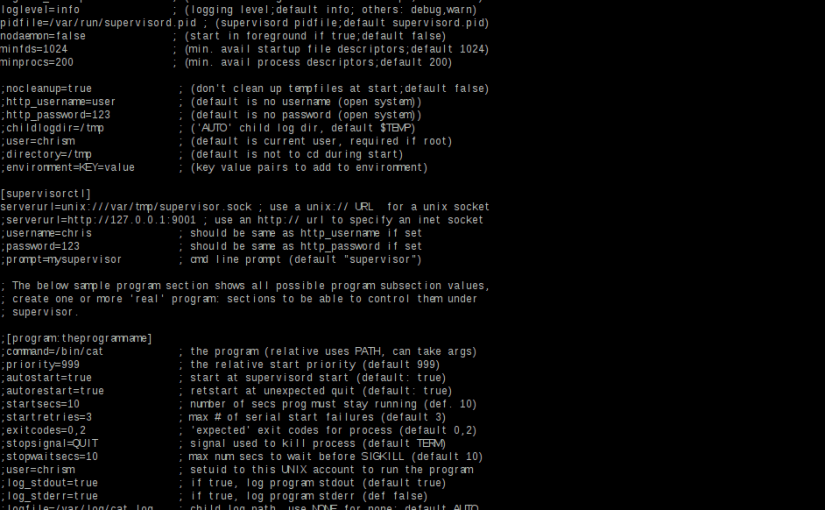 loglevel=info ; (logging level;default info; others: debug,warn)
pidfile=/var/run/supervisord.pid ; (supervisord pidfile;default supervisord.pid)
nodaemon=false ; (start in foreground if true;default false)
minfds=1024 ; (min. avail startup file descriptors;default 1024)
minprocs=200 ; (min. avail process descriptors;default 200)
;nocleanup=true ; (don't clean up tempfiles at start;default false)
;http_username=user ; (default is no username (open system))
;http_password=123 ; (default is no password (open system))
;childlogdir=/tmp ; ('AUTO' child log dir, default $TEMP)
;user=chrism ; (default is current user, required if root)
;directory=/tmp ; (default is not to cd during start)
;environment=KEY=value ; (key value pairs to add to environment)
[supervisorctl]
serverurl=unix:///var/tmp/supervisor.sock ; use a unix:// URL for a unix socket
;serverurl=http://127.0.0.1:9001 ; use an http:// url to specify an inet socket
;username=chris ; should be same as http_username if set
;password=123 ; should be same as http_password if set
;prompt=mysupervisor ; cmd line prompt (default "supervisor")
; The below sample program section shows all possible program subsection values,
; create one or more 'real' program: sections to be able to control them under
; supervisor.
;[program:theprogramname]
;command=/bin/cat ; the program (relative uses PATH, can take args)
;priority=999 ; the relative start priority (default 999)
;autostart=true ; start at supervisord start (default: true)
;autorestart=true ; retstart at unexpected quit (default: true)
;startsecs=10 ; number of secs prog must stay running (def. 10)
;startretries=3 ; max # of serial start failures (default 3)
;exitcodes=0,2 ; 'expected' exit codes for process (default 0,2)
;stopsignal=QUIT ; signal used to kill process (default TERM)
;stopwaitsecs=10 ; max num secs to wait before SIGKILL (default 10)
;user=chrism ; setuid to this UNIX account to run the program
;log_stdout=true ; if true, log program stdout (default true)
;log_stderr=true ; if true, log program stderr (def false)
;logfile=/var/log/cat.log ; child log path, use NONE for none; default AUTO